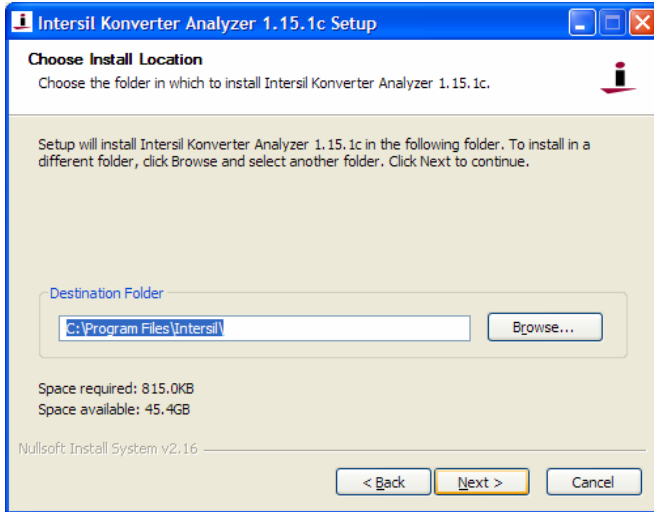 Intersil Konverter Analyzer 1.15.1c Setup
Choose Install Location
Choose the folder in which to install Intersil Konverter Analyzer 1.15.1c.
Setup will install Intersil Konverter Analyzer 1.15.1c in the following folder. To install in a
different folder, click Browse and select another folder. Click Next to continue.
Destination Folder
C:\Program Files\Intersil\
Browse...
Space required: 815.0KB
Space available: 45.4GB
Nullsoft Install System v2.16
< Back Next > Cancel